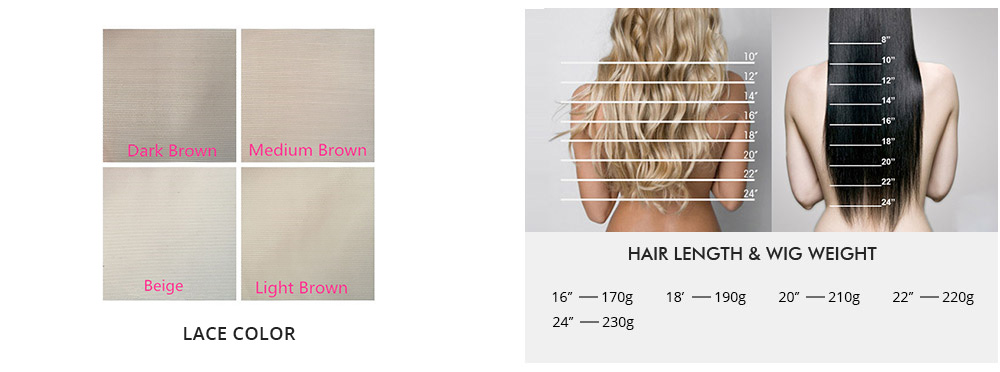 Dark Brown
Medium Brown
Beige
Light Brown
LACE COLOR
10"
12"
14"
16"
18"
20"
22"
24"
8"
10"
12"
14"
16"
18"
20"
22"
24"
HAIR LENGTH & WIG WEIGHT
16” — 170g 18’ — 190g 20” — 210g 22” — 220g
24” — 230g